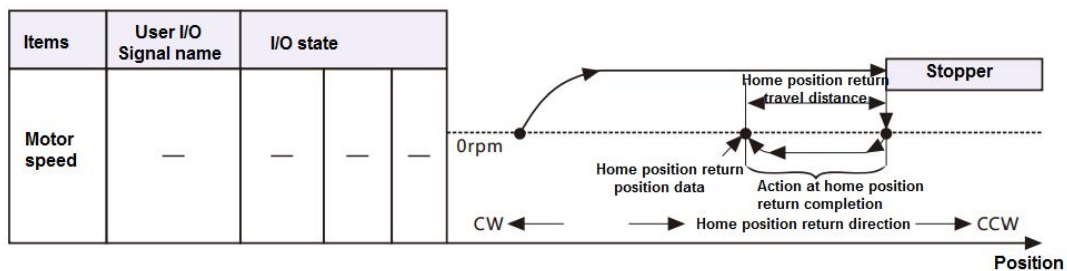 Items
User I/O
Signal name
I/O state
Motor
speed
—
—
—
—
0rpm
Stopper
Home position return
travel distance
Home position return
position data
Action at home position
return completion
CW
Home position return direction
CCW
Position